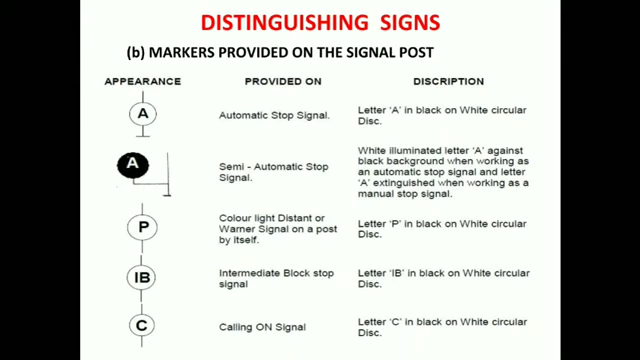 DISTINGUISHING SIGNS
(b) MARKERS PROVIDED ON THE SIGNAL POST
APPEARANCE PROVIDED ON DISCRIPTION
A Automatic Stop Signal. Letter ‘A’ in black on White circular
Disc.
A Semi - Automatic Stop
Signal.
White illuminated letter ‘A’ against
black background when working as
an automatic stop signal and letter
‘A’ extinguished when working as a
manual stop signal.
P Colour light Distant or
Warner Signal on a post
by itself.
Letter ‘P’ in black on White circular
Disc.
IB Intermediate Block stop
signal
Letter ‘IB’ in black on White circular
Disc.
C Calling ON Signal
Letter ‘C’ in black on White circular
Disc.